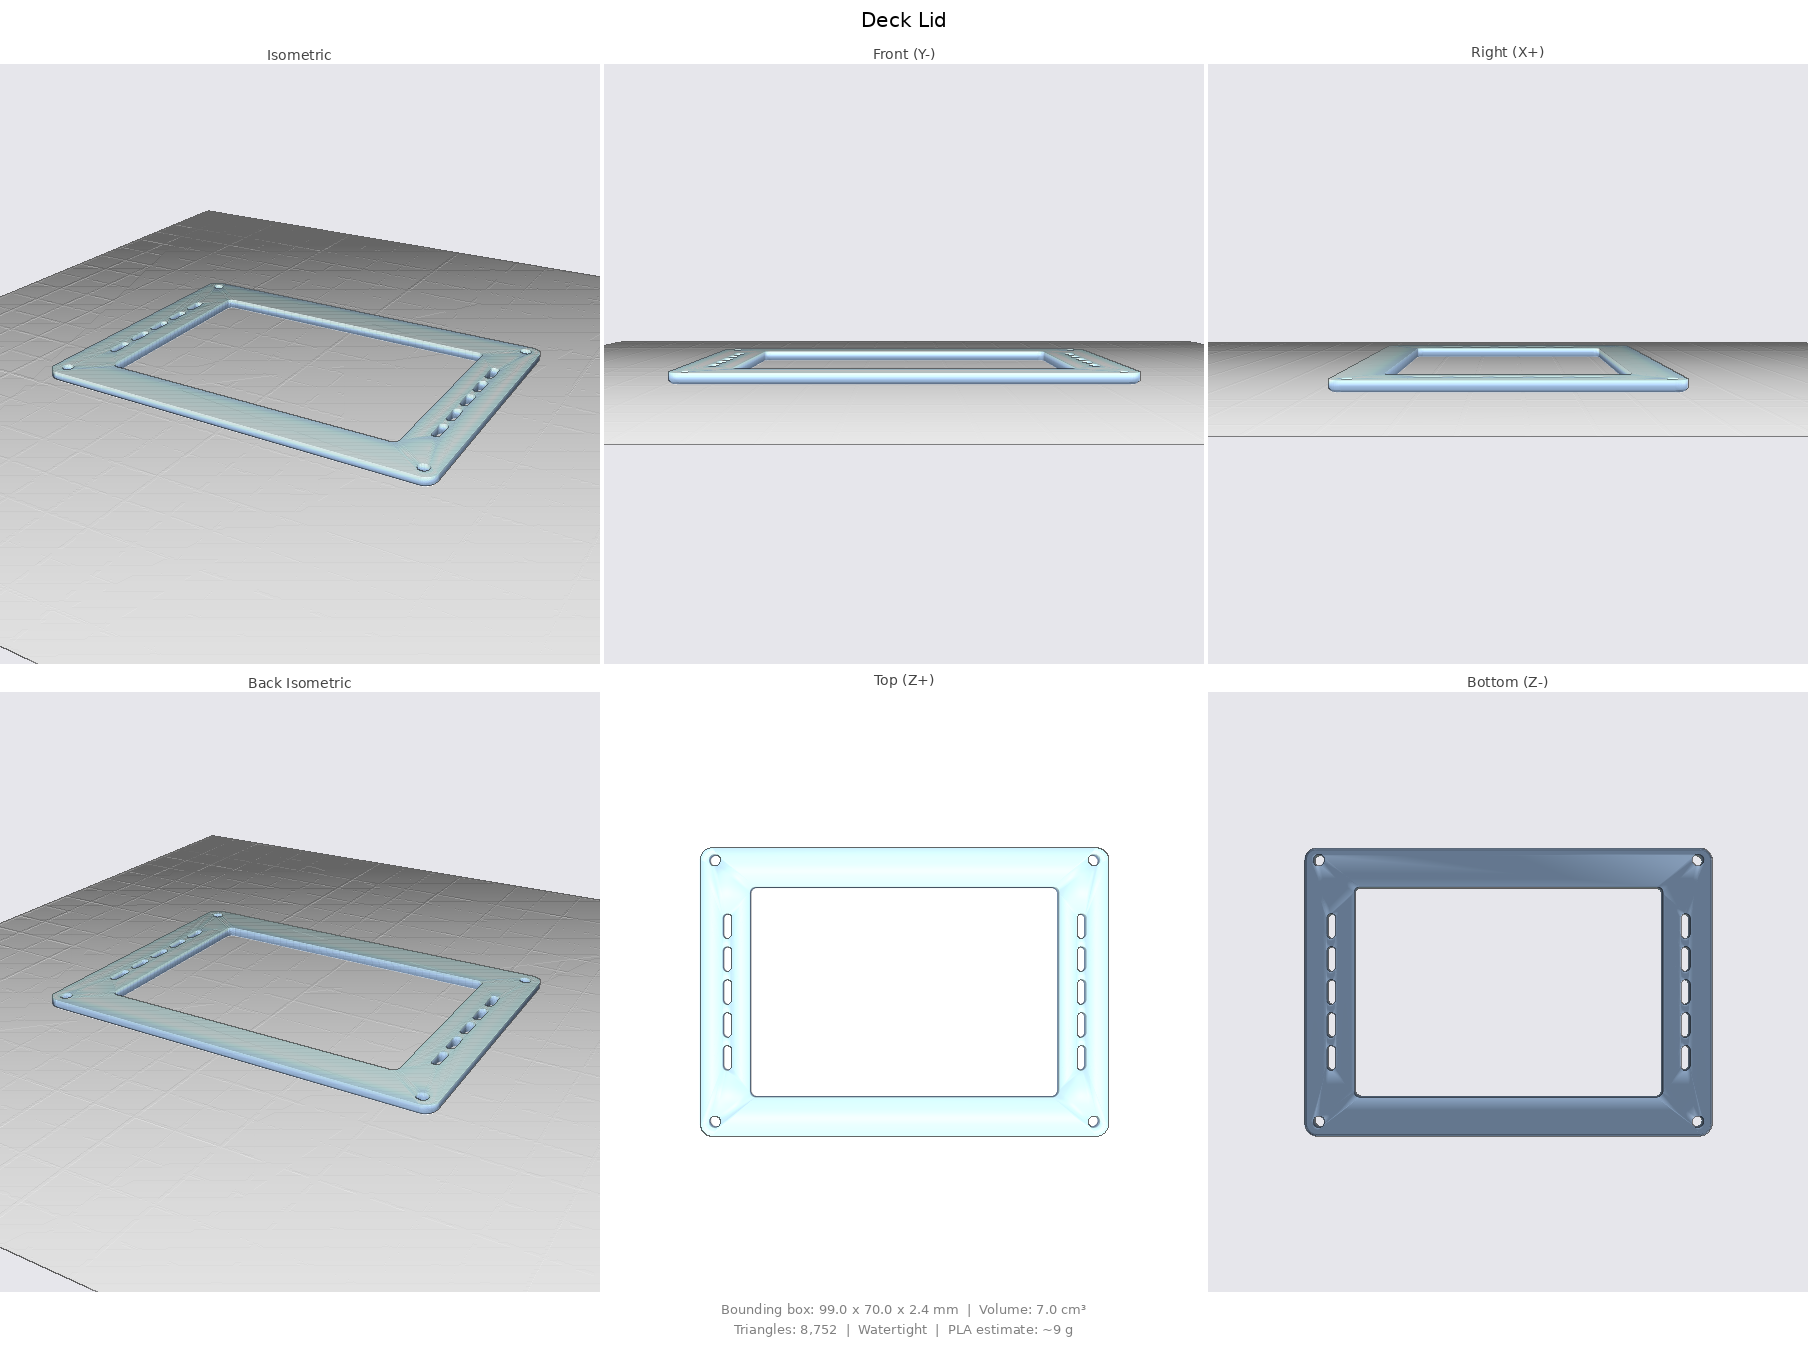 Deck Lid
Isometric
Front (Y-)
Right (X+)
Back Isometric
Top (Z+)
Bottom (Z-)
Bounding box: 99.0 x 70.0 x 2.4 mm | Volume: 7.0 cm³
Triangles: 8,752 | Watertight | PLA estimate: ~9 g